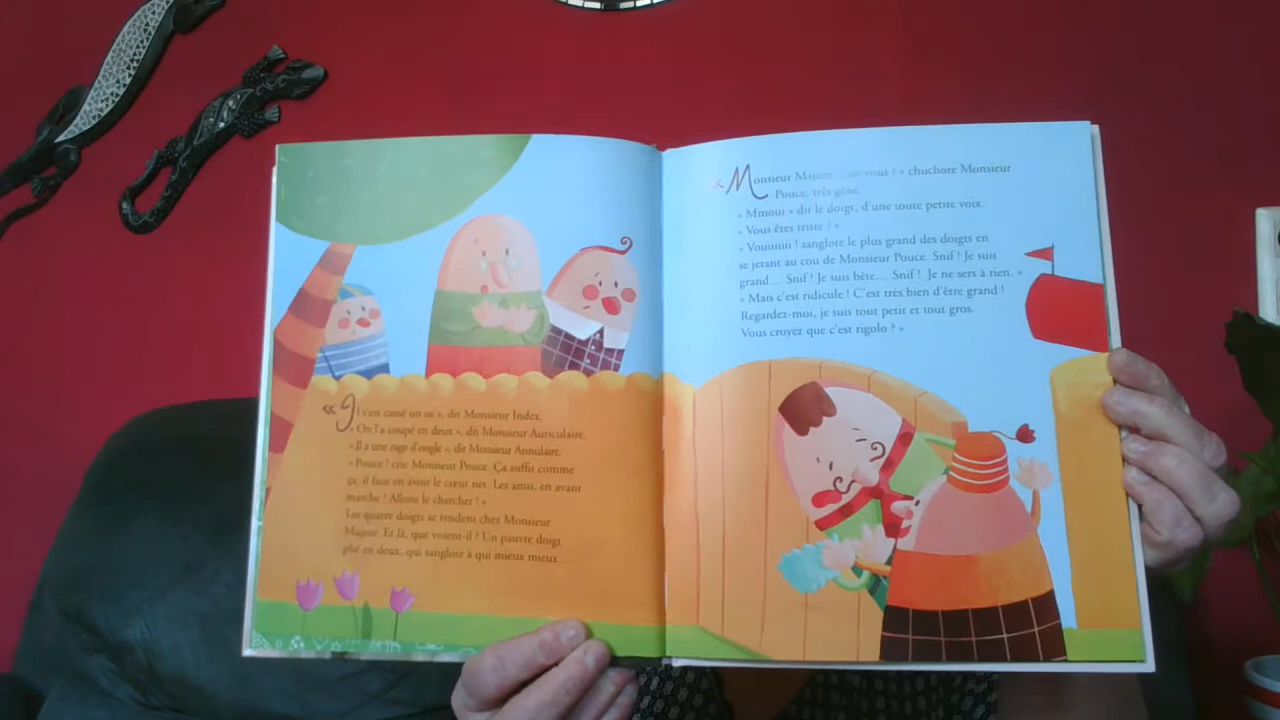 « Il s'est cassé un os », dit Monsieur Index.
« On l'a coupé en deux », dit Monsieur Auriculaire.
« Il a une rage d'ongle », dit Monsieur Annulaire.
« Pouce ! crie Monsieur Pouce. Ça suffit comme
ça, il faut en avoir le cœur net. Les amis, en avant
marche ! Allons le chercher ! »
Les quatre doigts se rendent chez Monsieur
Majeur. Et là, que voient-il ? Un pauvre doigt
plié en deux, qui sanglote à qui mieux mieux.
« Monsieur Majeur... vous ? » chuchote Monsieur
Pouce, très gêné.
« Mmoui » dit le doigt, d'une toute petite voix.
« Vous êtes triste ? »
« Vouiiiiii ! sanglote le plus grand des doigts en
se jetant au cou de Monsieur Pouce. Snif ! Je suis
grand... Snif ! Je suis bête... Snif ! Je ne sers à rien. »
« Mais c'est ridicule ! C'est très bien d'être grand !
Regardez-moi, je suis tout petit et tout gros.
Vous croyez que c'est rigolo ? »